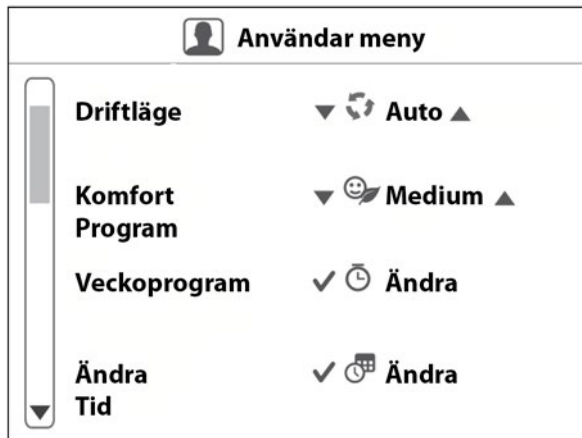 Användar meny
Driftläge Auto
Komfort Medium
Program
Veckoprogram Ändra
Ändra Ändra
Tid